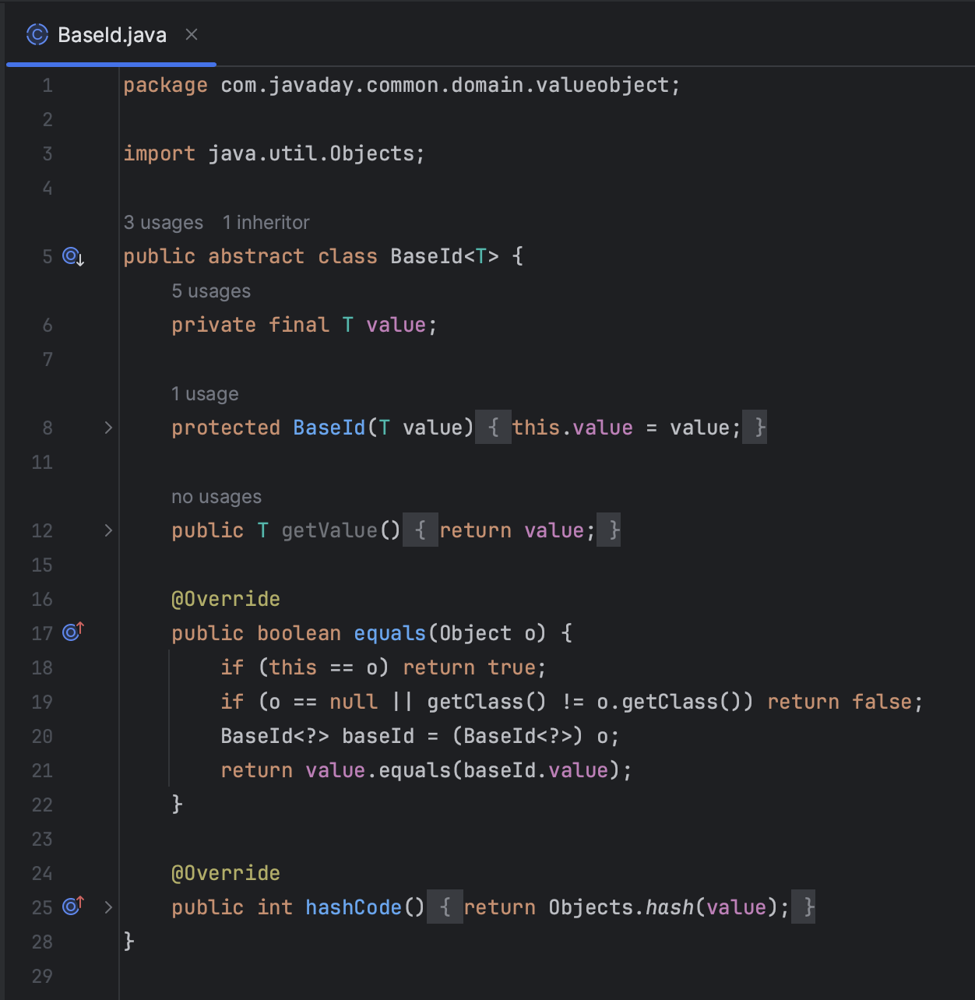 BaseId.java
1 package com.javaday.common.domain.valueobject;
2
3 import java.util.Objects;
4
3 usages 1 inheritor
5 public abstract class BaseId<T> {
5 usages
6 private final T value;
7
1 usage
8 protected BaseId(T value) { this.value = value; }
11
no usages
12 public T getValue() { return value; }
15
16 @Override
17 public boolean equals(Object o) {
18 if (this == o) return true;
19 if (o == null || getClass() != o.getClass()) return false;
20 BaseId<?> baseId = (BaseId<?>) o;
21 return value.equals(baseId.value);
22 }
23
24 @Override
25 public int hashCode() { return Objects.hash(value); }
28 }
29